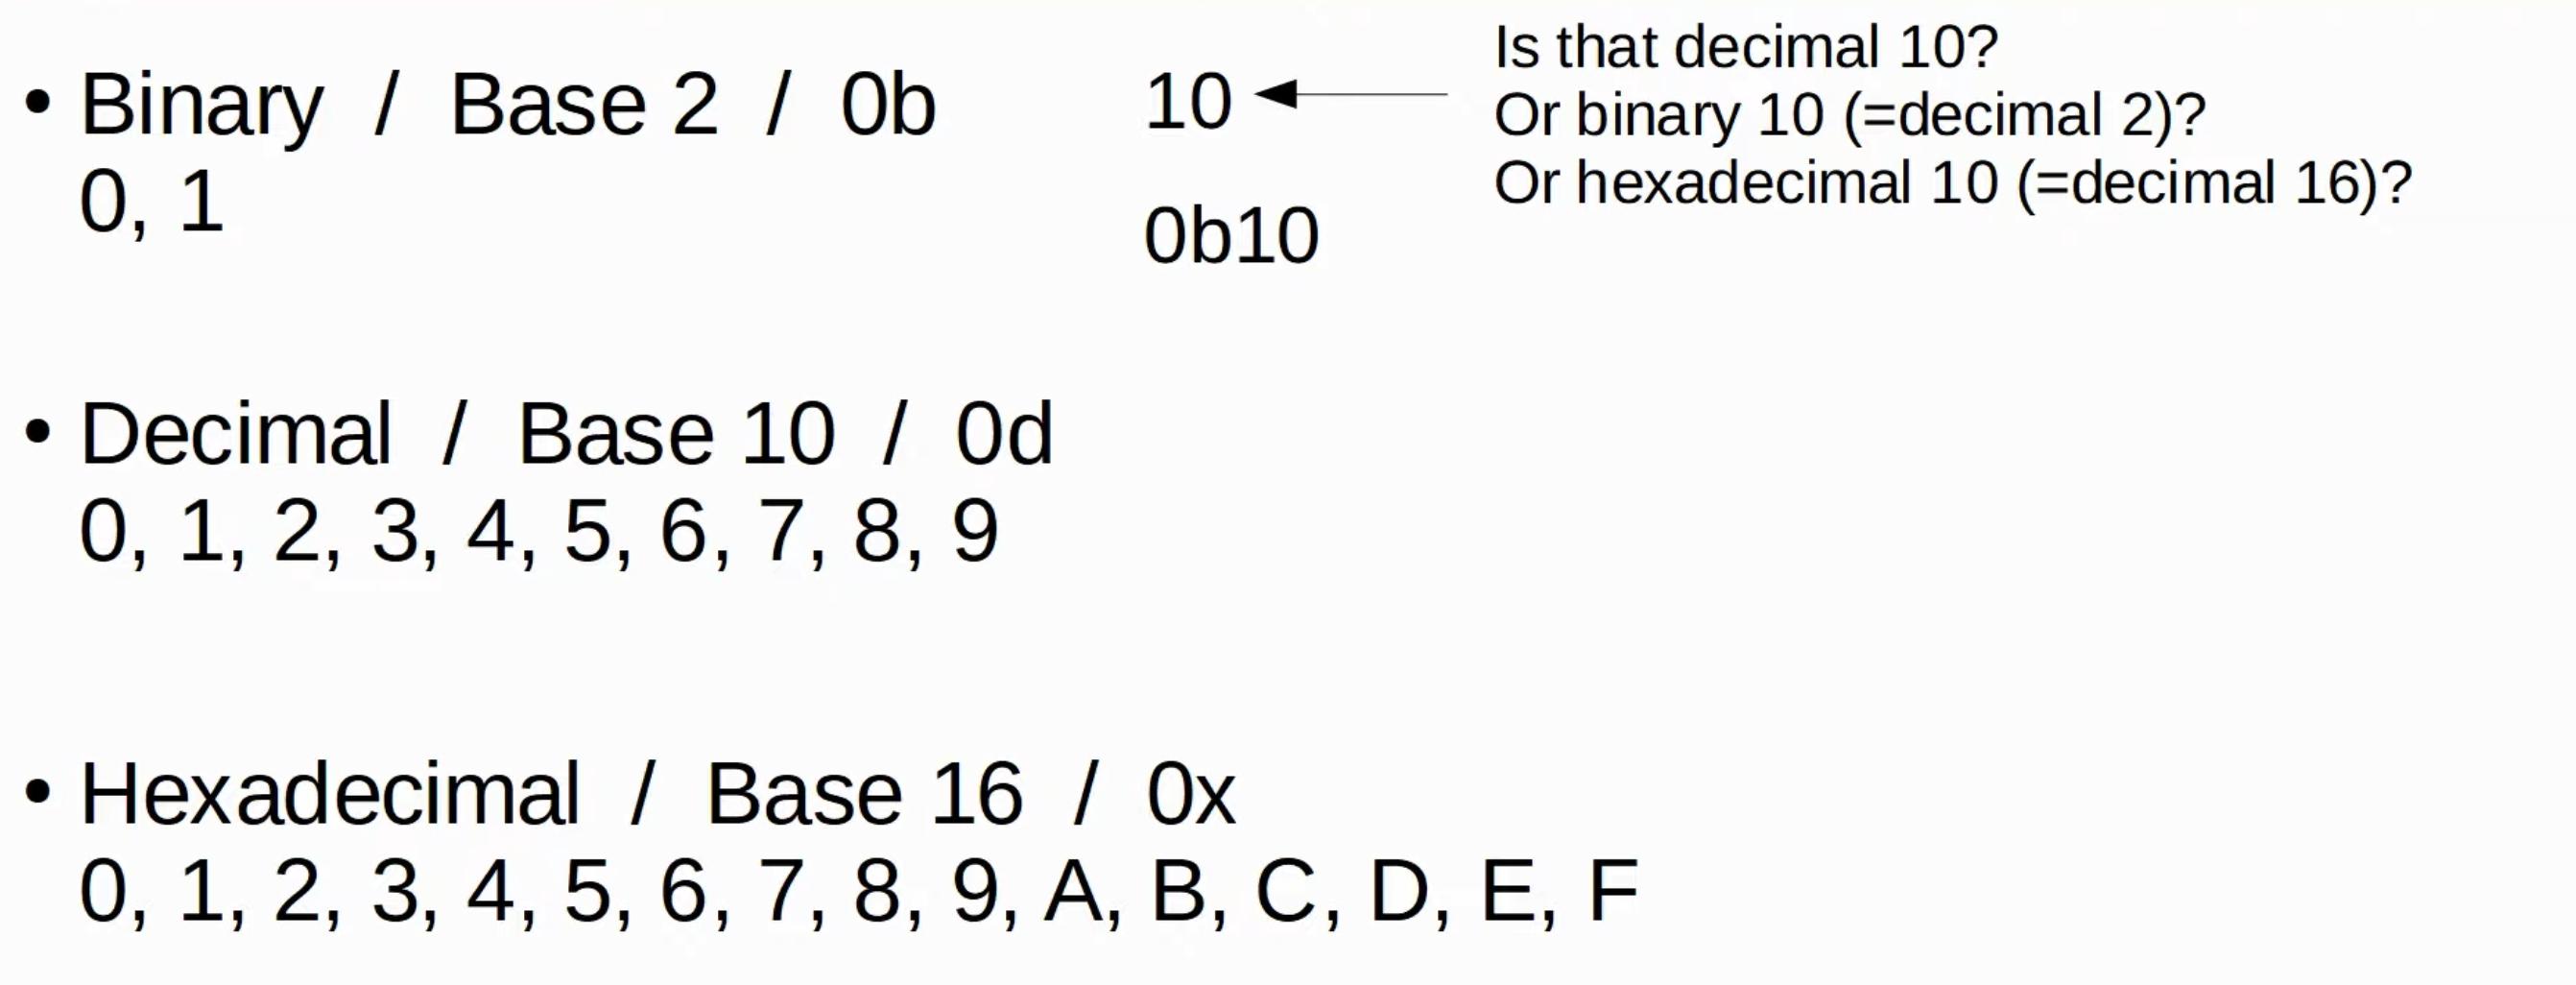 • Binary / Base 2 / 0b
0, 1
10
0b10
Is that decimal 10?
Or binary 10 (=decimal 2)?
Or hexadecimal 10 (=decimal 16)?
• Decimal / Base 10 / 0d
0, 1, 2, 3, 4, 5, 6, 7, 8, 9
• Hexadecimal / Base 16 / 0x
0, 1, 2, 3, 4, 5, 6, 7, 8, 9, A, B, C, D, E, F